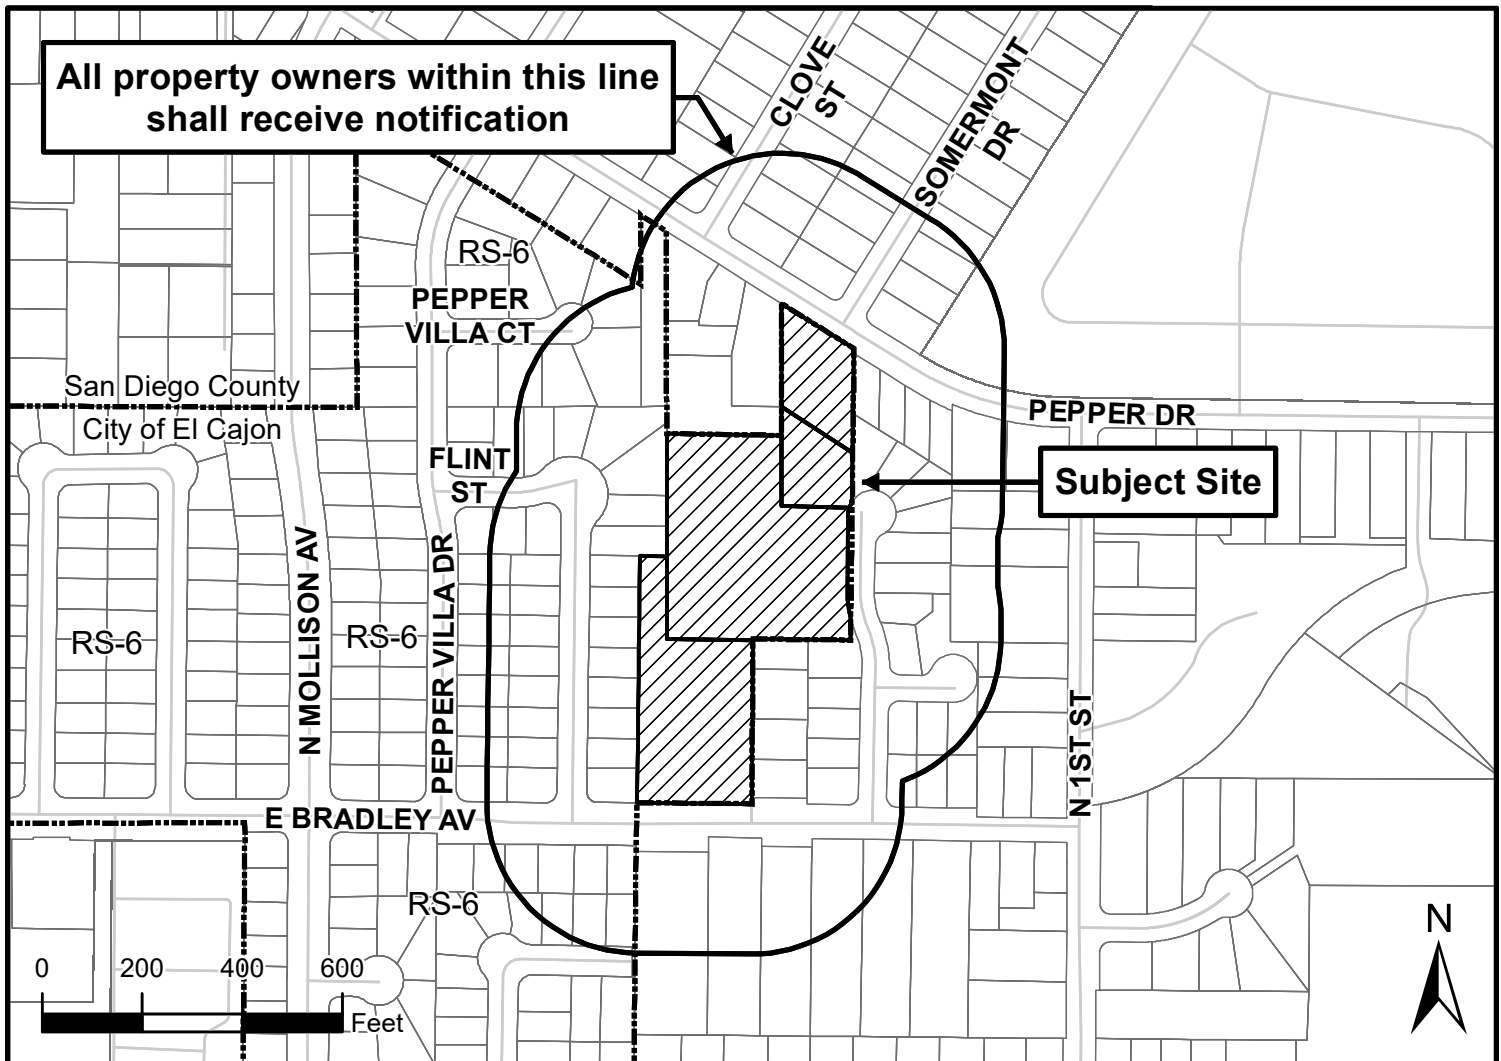 All property owners within this line
shall receive notification
CLOVE
ST
SOMERMONT
DR
RS-6
PEPPER
VILLA CT
San Diego County
City of El Cajon
PEPPER DR
FLINT
ST
Subject Site
N MOLLISON AV
PEPPER VILLA DR
RS-6
RS-6
N 1ST ST
E BRADLEY AV
RS-6
N
0 200 400 600
Feet